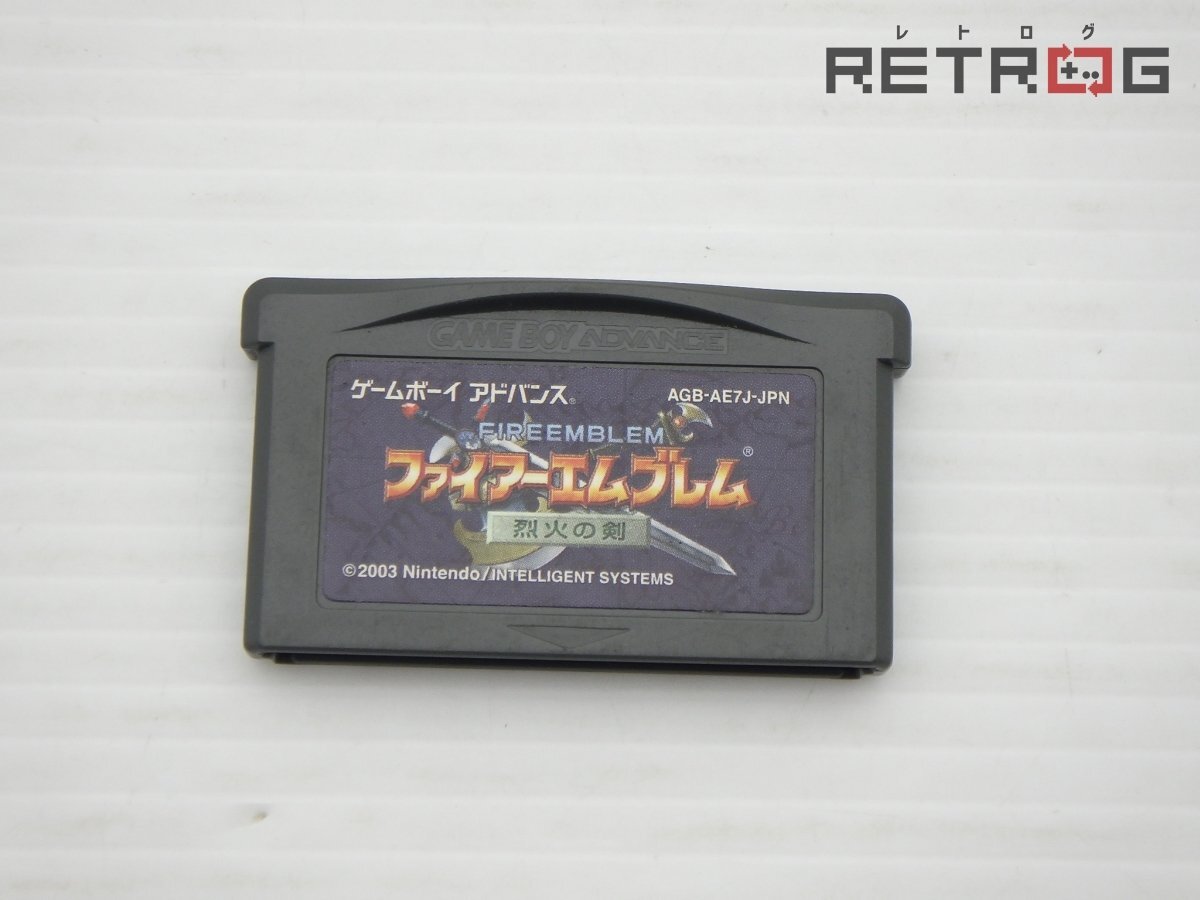 レトログ
RETROG
GAME BOY ADVANCE
ゲームボーイ アドバンス®
AGB-AE7J-JPN
FIREEMBLEM
ファイアーエムブレム®
烈火の剣
©2003 Nintendo/INTELLIGENT SYSTEMS